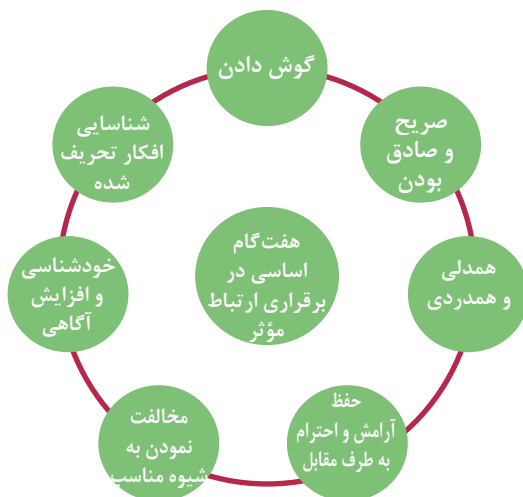 گوش دادن
صریح
و صادق
بودن
همدلی
و همدردی
حفظ
آرامش و احترام
به طرف مقابل
مخالفت
نمودن به
شیوه مناسب
خودشناسی
و افزایش
آگاهی
شناسایی
افکار تحریف
شده
هفت‌گام
اساسی در
برقراری ارتباط
مؤثر